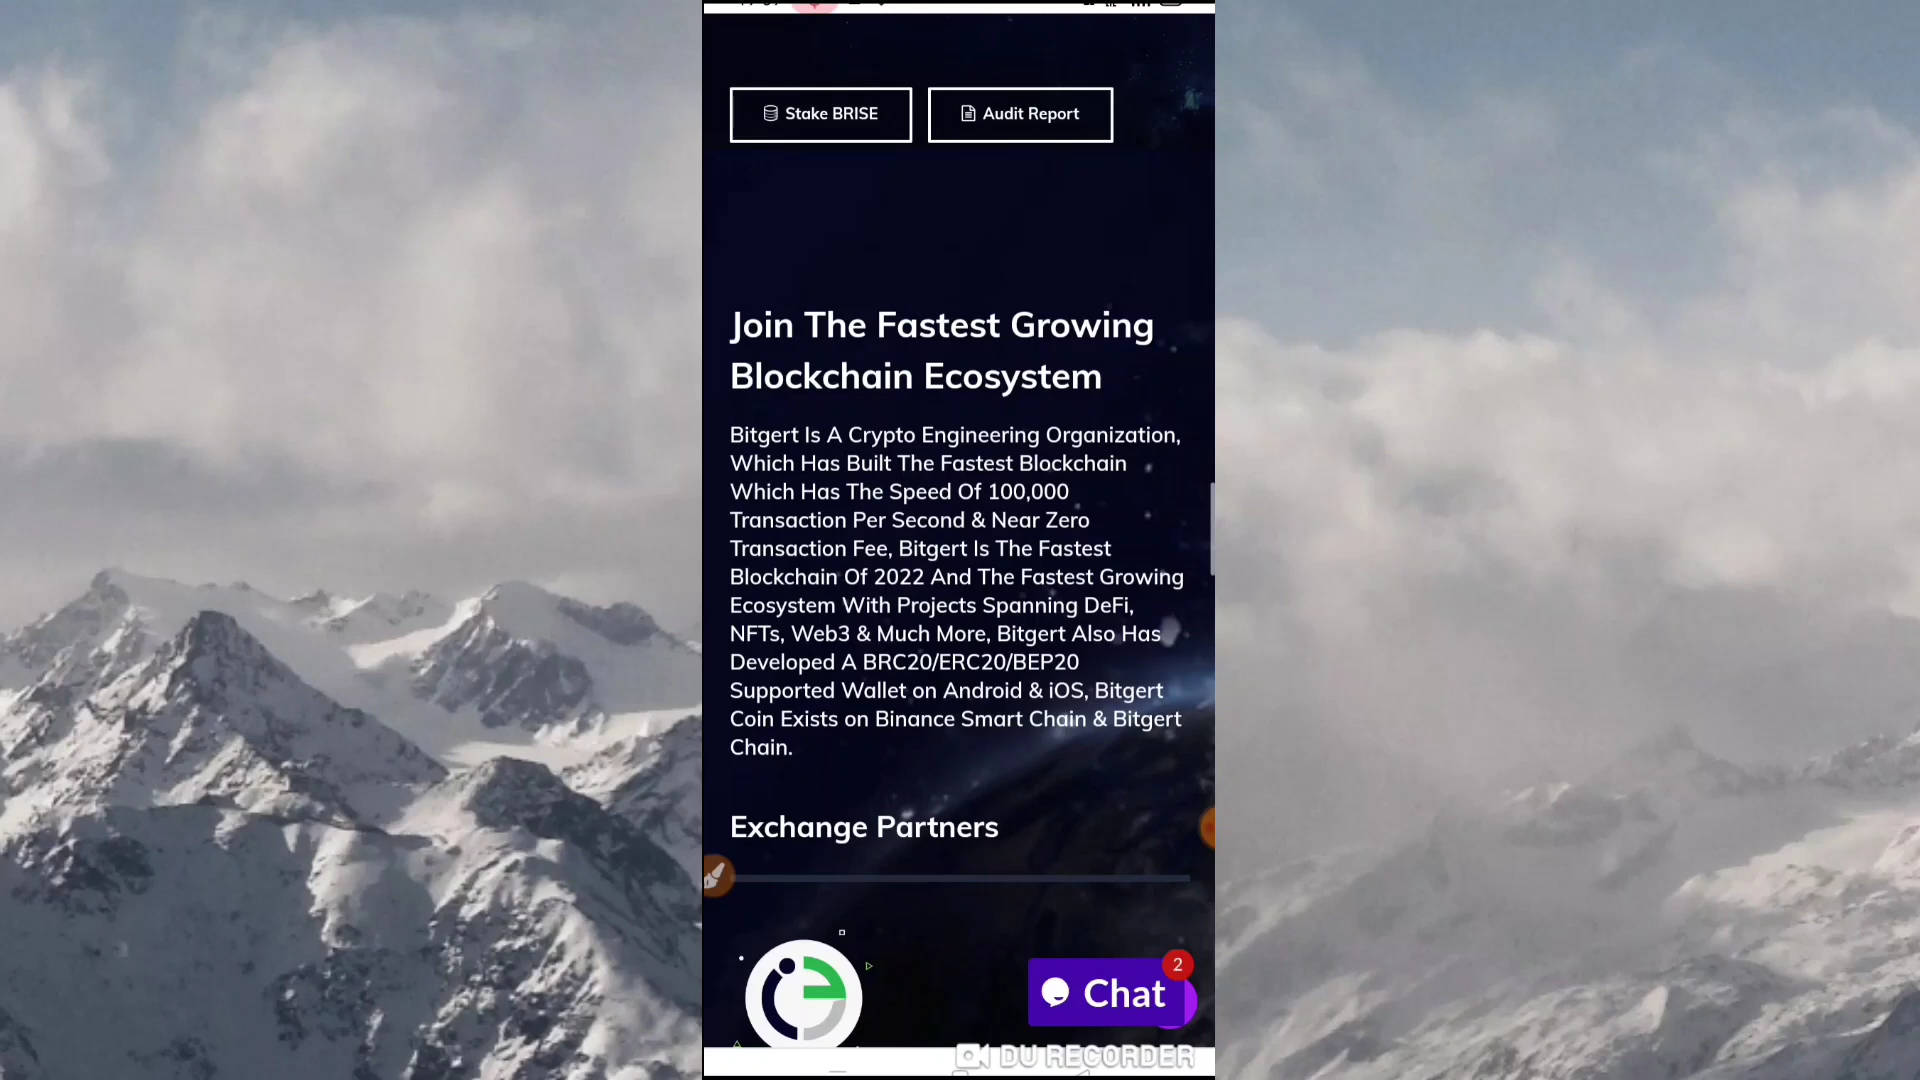 Stake BRISE
Audit Report
Join The Fastest Growing
Blockchain Ecosystem
Bitgert Is A Crypto Engineering Organization,
Which Has Built The Fastest Blockchain
Which Has The Speed Of 100,000
Transaction Per Second & Near Zero
Transaction Fee, Bitgert Is The Fastest
Blockchain Of 2022 And The Fastest Growing
Ecosystem With Projects Spanning DeFi,
NFTs, Web3 & Much More, Bitgert Also Has
Developed A BRC20/ERC20/BEP20
Supported Wallet on Android & iOS, Bitgert
Coin Exists on Binance Smart Chain & Bitgert
Chain.
Exchange Partners
2
Chat
DU RECORDER